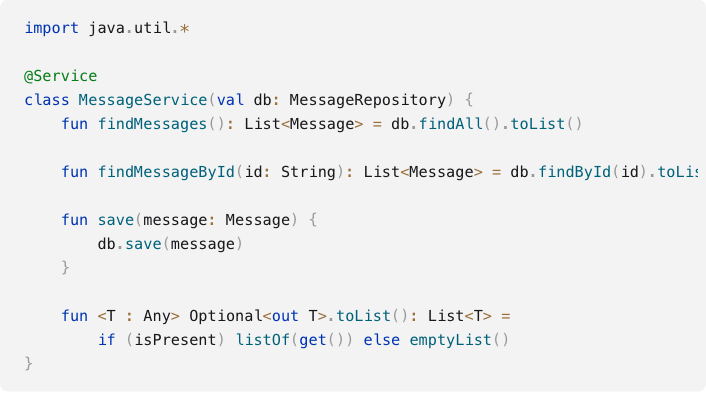 import java.util.*
@Service
class MessageService(val db: MessageRepository) {
    fun findMessages(): List<Message> = db.findAll().toList()
    fun findMessageById(id: String): List<Message> = db.findById(id).toLis
    fun save(message: Message) {
        db.save(message)
    }
    fun <T : Any> Optional<out T>.toList(): List<T> =
        if (isPresent) listOf(get()) else emptyList()
}